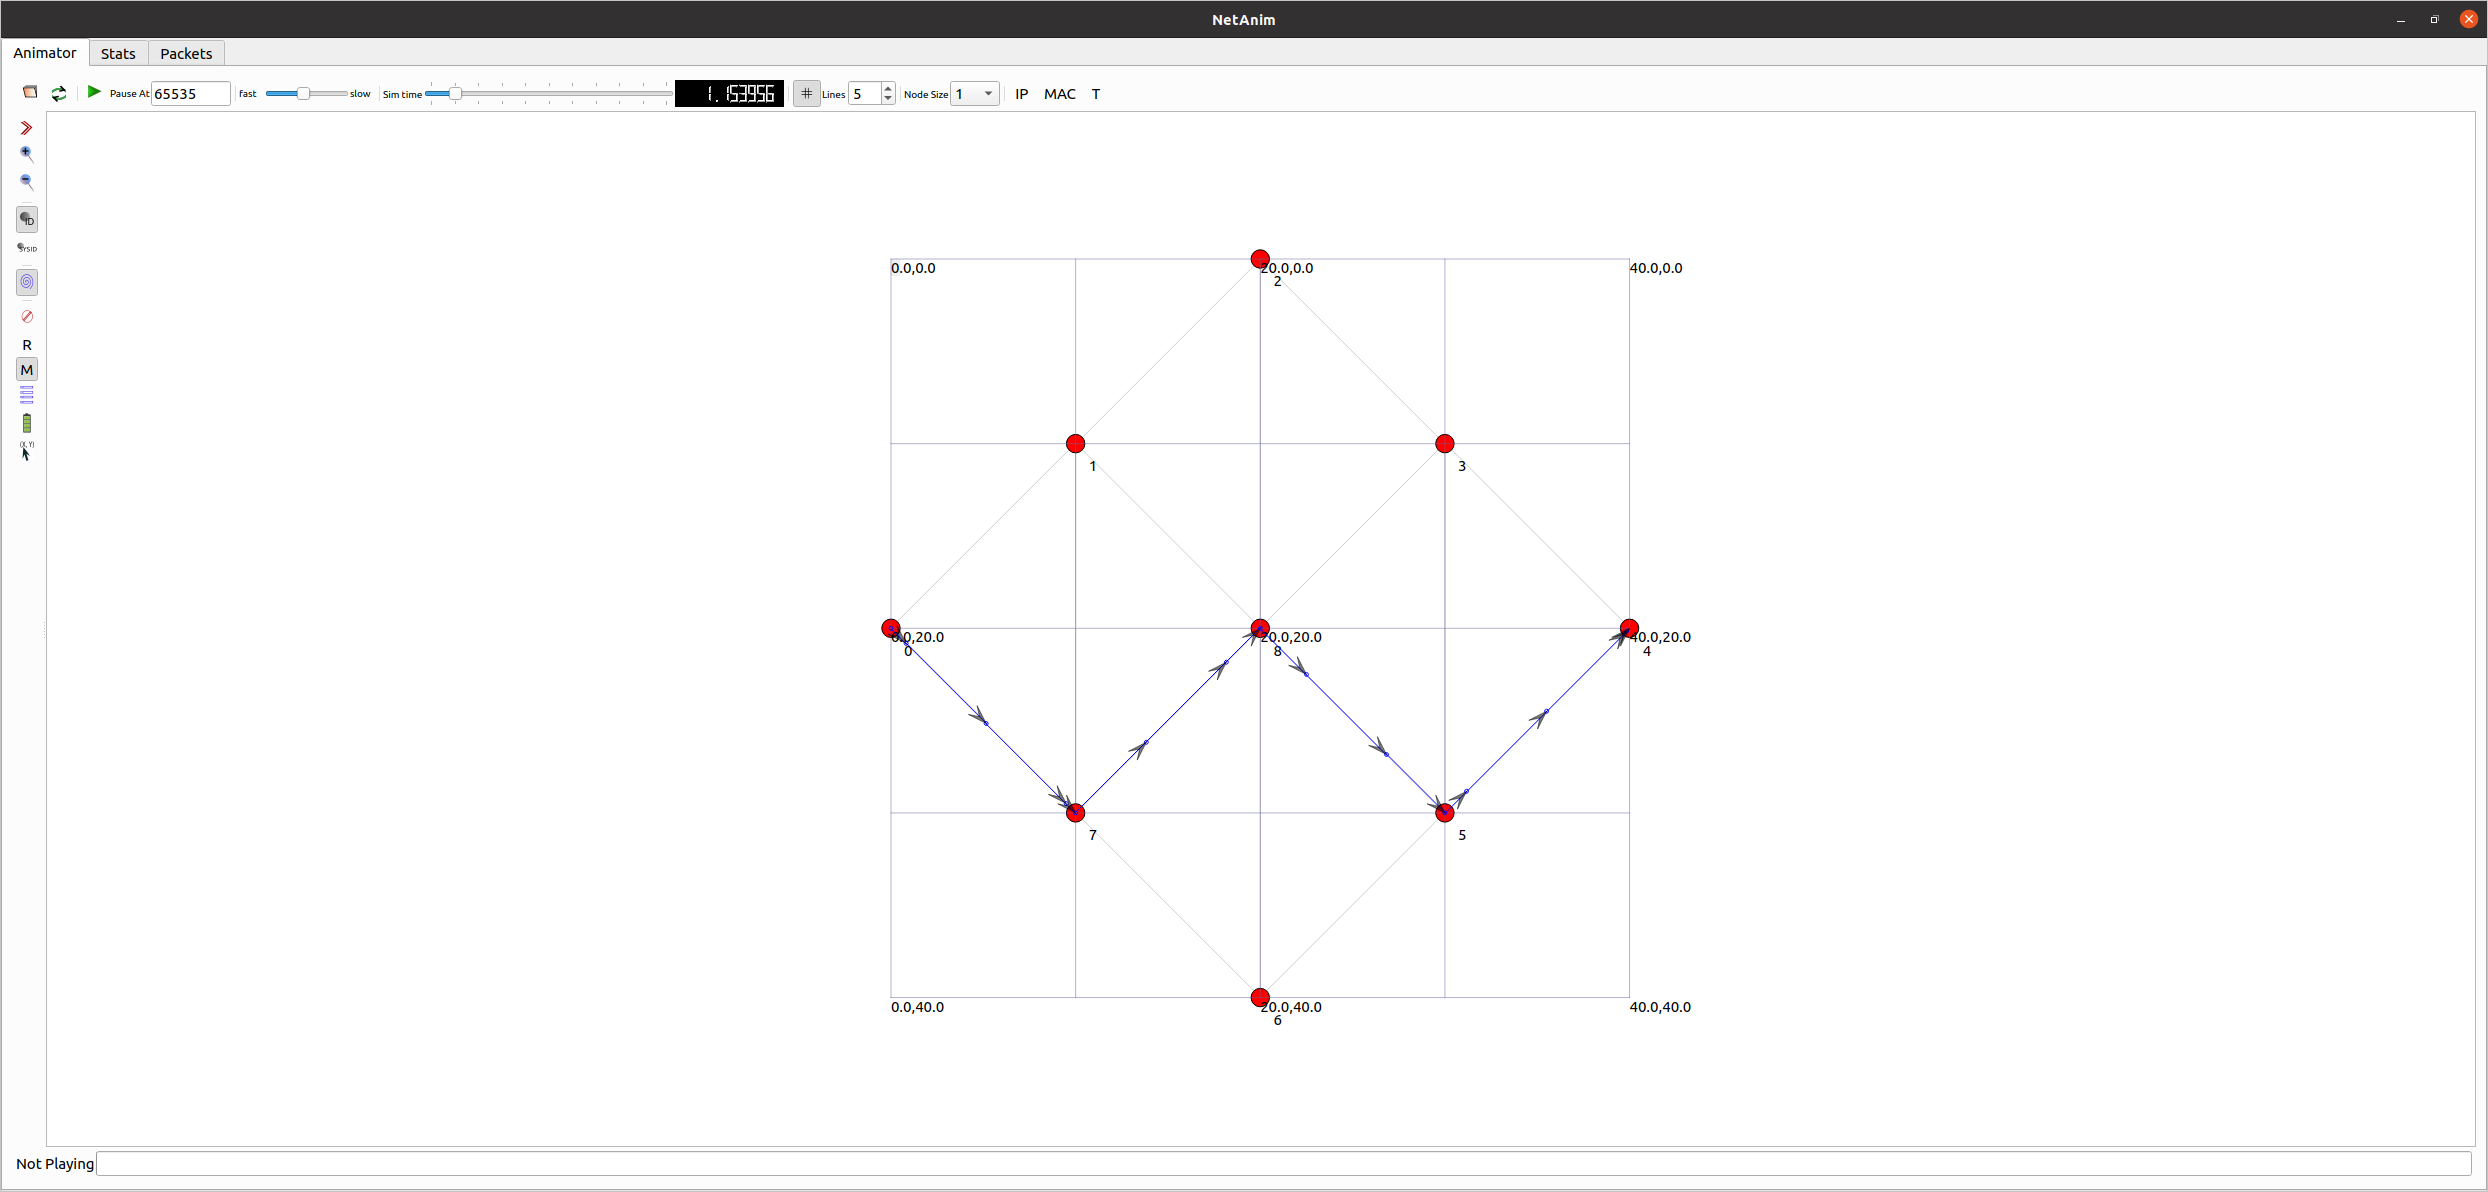 NetAnim
Animator Stats Packets
Pause At 65535 fast slow Sim time 1.153956 # Lines 5 Node Size 1 IP MAC T
ID
SYSID
R
M
(X, Y)
0.0,0.0 20.0,0.0 40.0,0.0
2
1 3
0.0,20.0 20.0,20.0 40.0,20.0
0 8 4
7 5
0.0,40.0 20.0,40.0 40.0,40.0
6
Not Playing